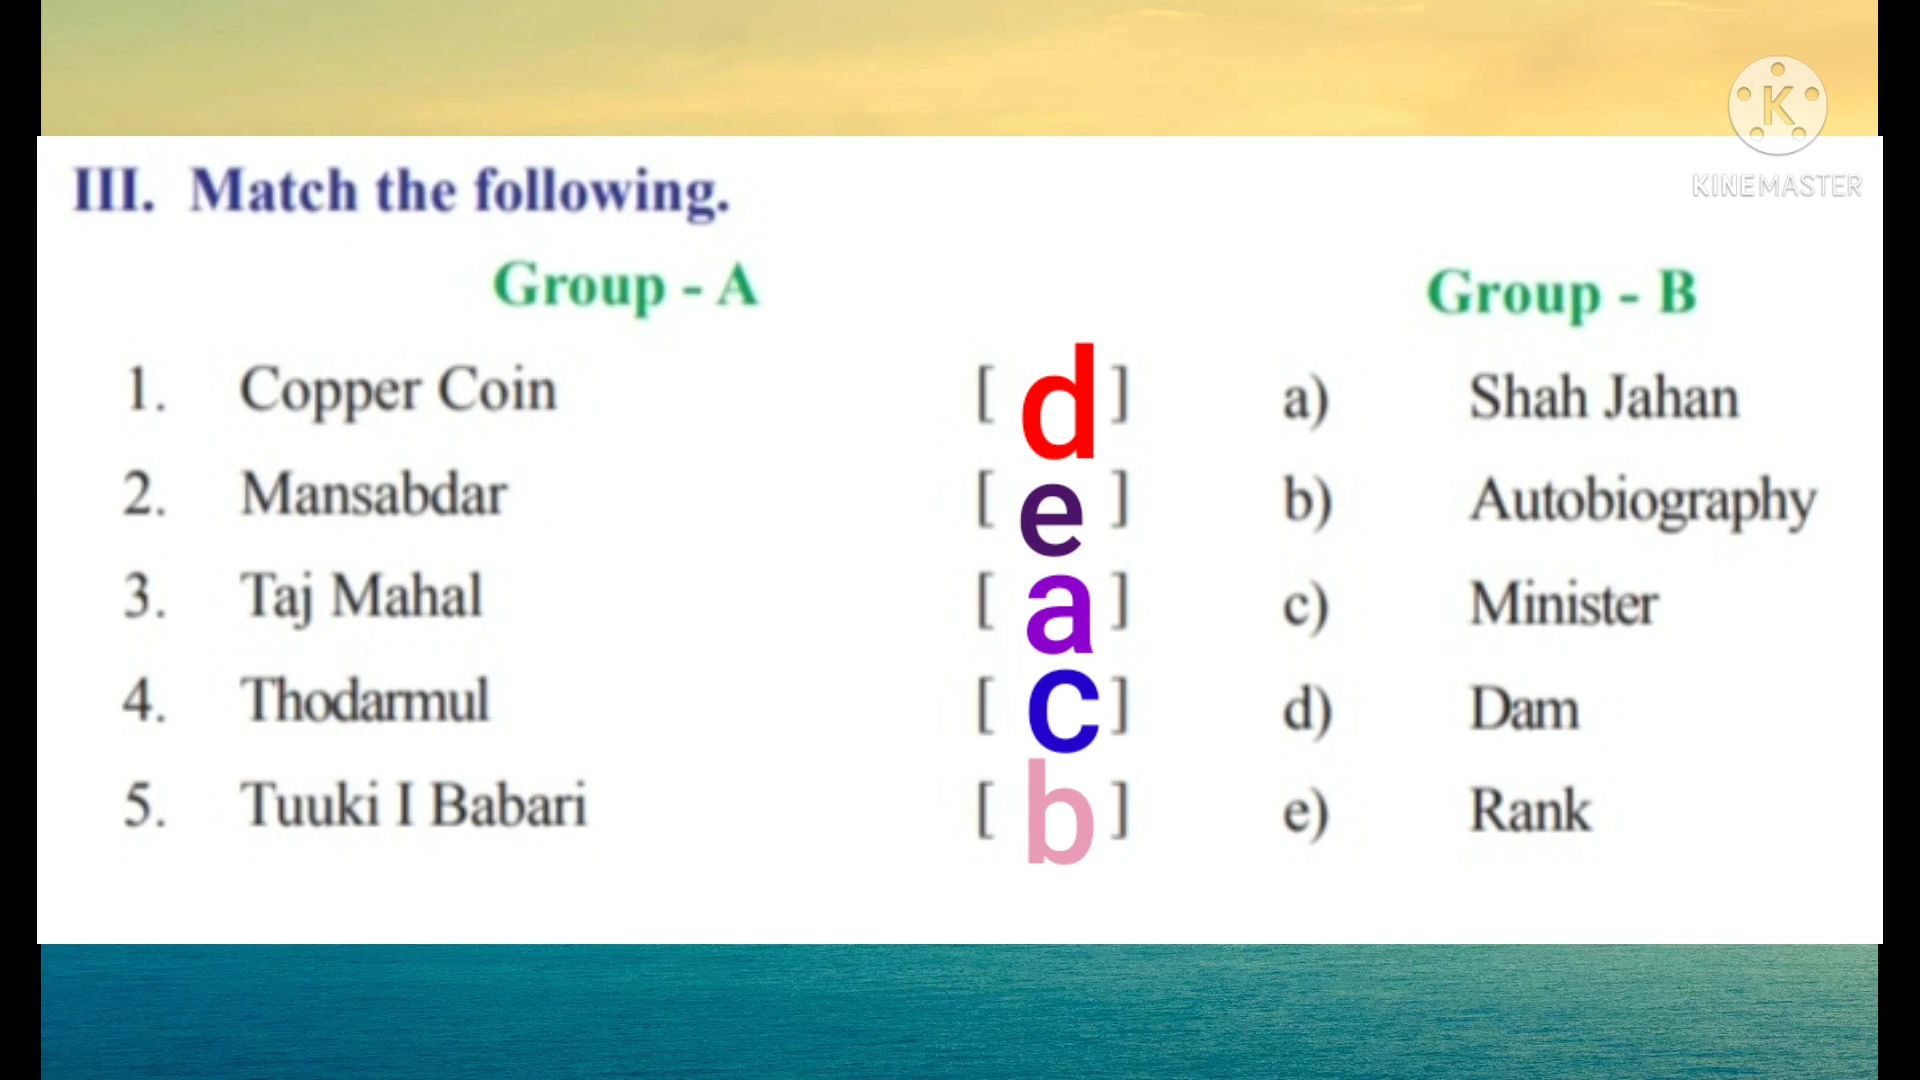 K
KINEMASTER
III. Match the following.
Group - A Group - B
1. Copper Coin [ d ] a) Shah Jahan
2. Mansabdar [ e ] b) Autobiography
3. Taj Mahal [ a ] c) Minister
4. Thodarmul [ c ] d) Dam
5. Tuuki I Babari [ b ] e) Rank